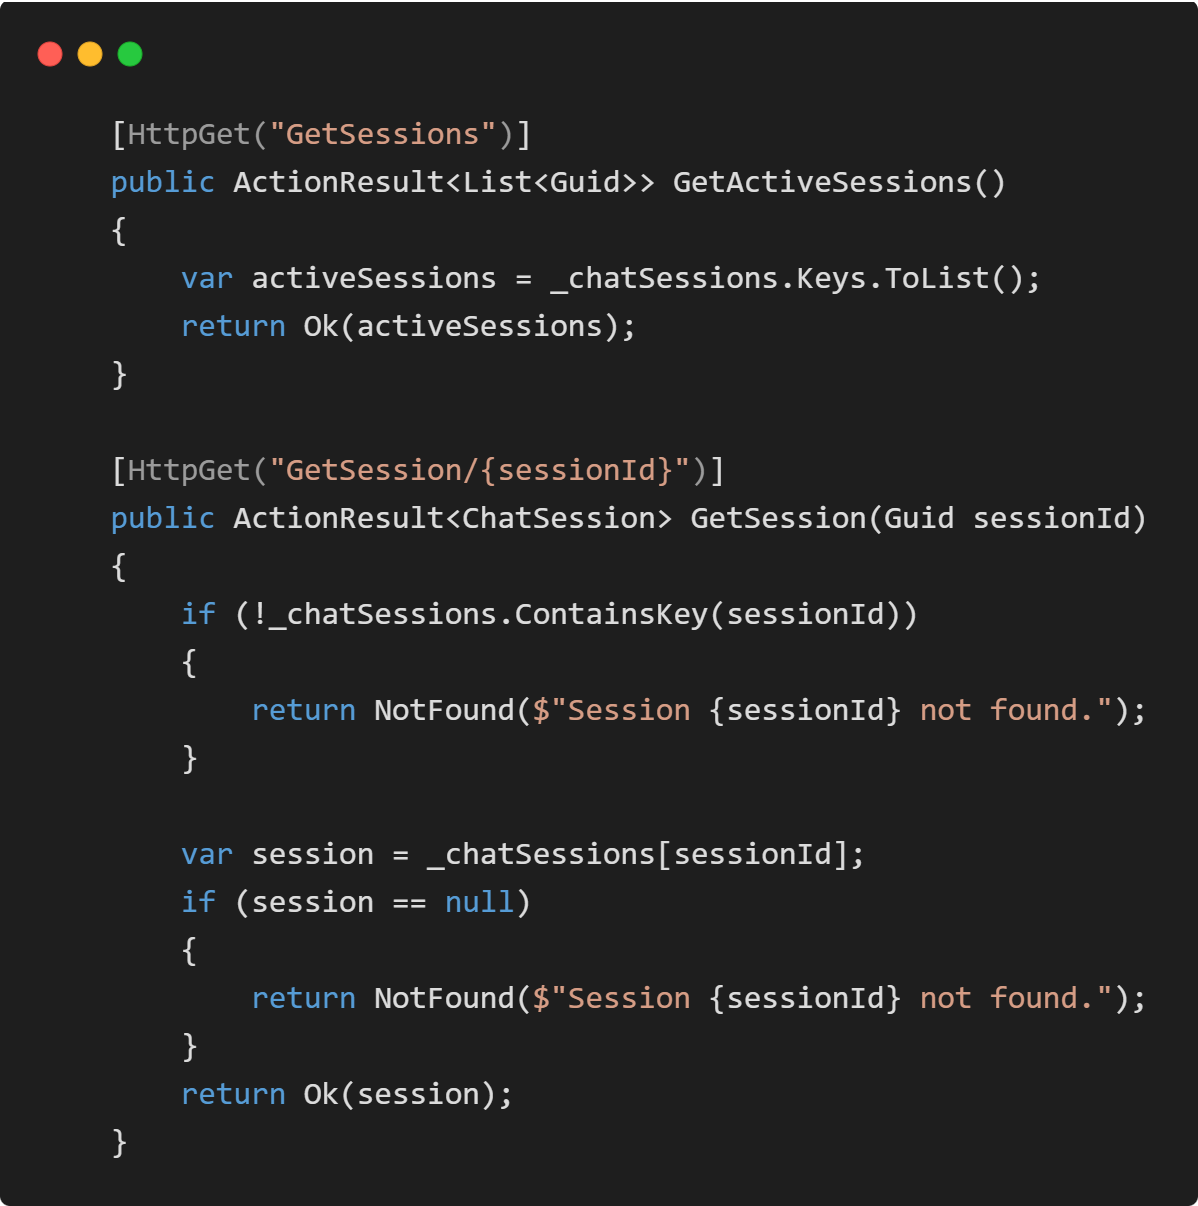 [HttpGet("GetSessions")]
public ActionResult<List<Guid>> GetActiveSessions()
{
    var activeSessions = _chatSessions.Keys.ToList();
    return Ok(activeSessions);
}

[HttpGet("GetSession/{sessionId}")]
public ActionResult<ChatSession> GetSession(Guid sessionId)
{
    if (!_chatSessions.ContainsKey(sessionId))
    {
        return NotFound($"Session {sessionId} not found.");
    }

    var session = _chatSessions[sessionId];
    if (session == null)
    {
        return NotFound($"Session {sessionId} not found.");
    }
    return Ok(session);
}